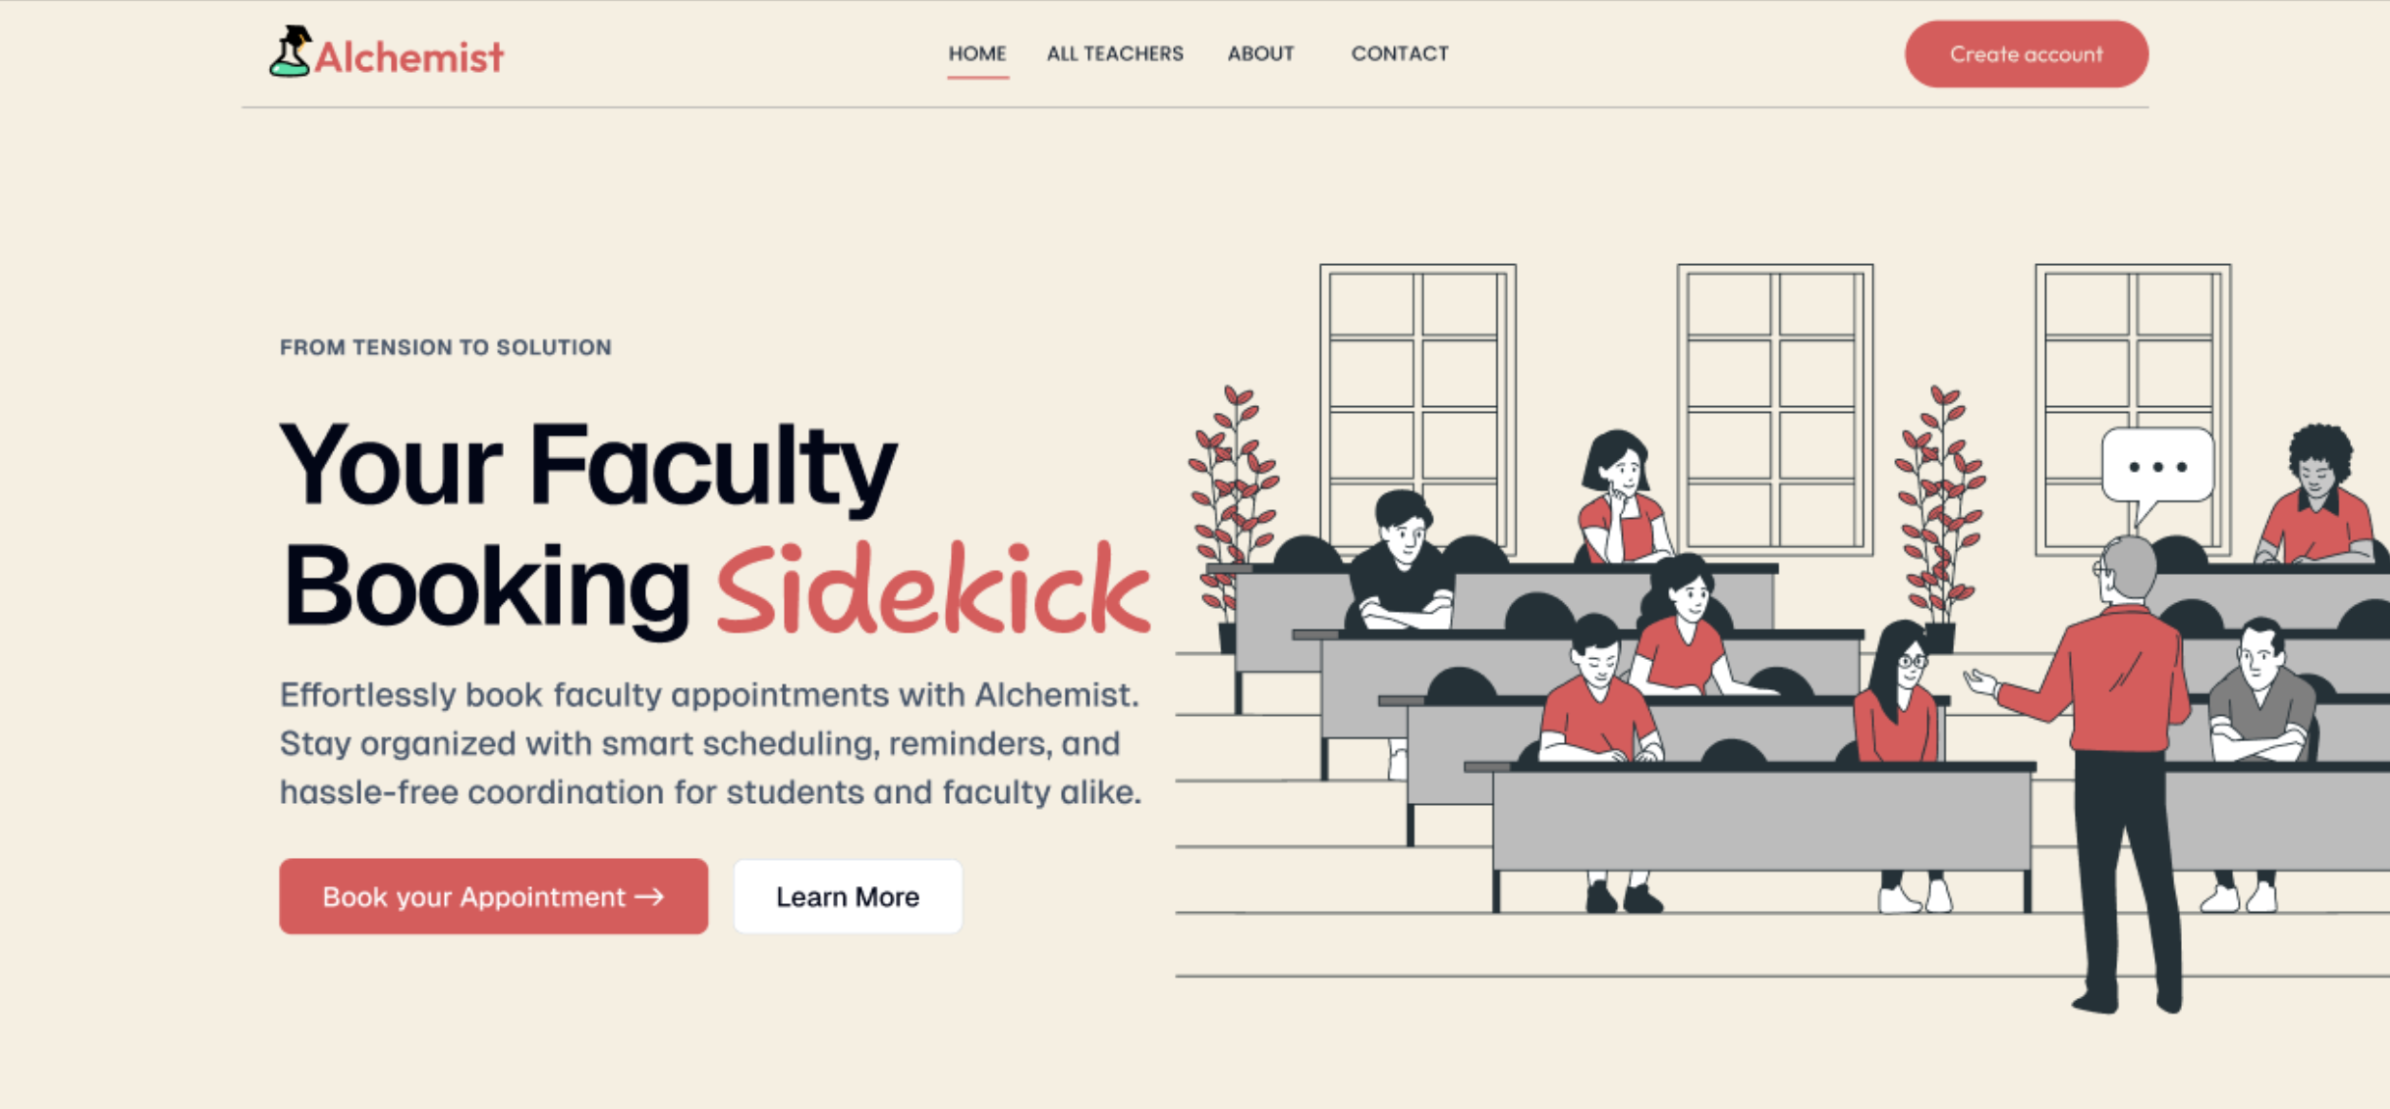 Alchemist
HOME
ALL TEACHERS
ABOUT
CONTACT
Create account
FROM TENSION TO SOLUTION
Your Faculty
Booking Sidekick
Effortlessly book faculty appointments with Alchemist.
Stay organized with smart scheduling, reminders, and
hassle-free coordination for students and faculty alike.
Book your Appointment →
Learn More